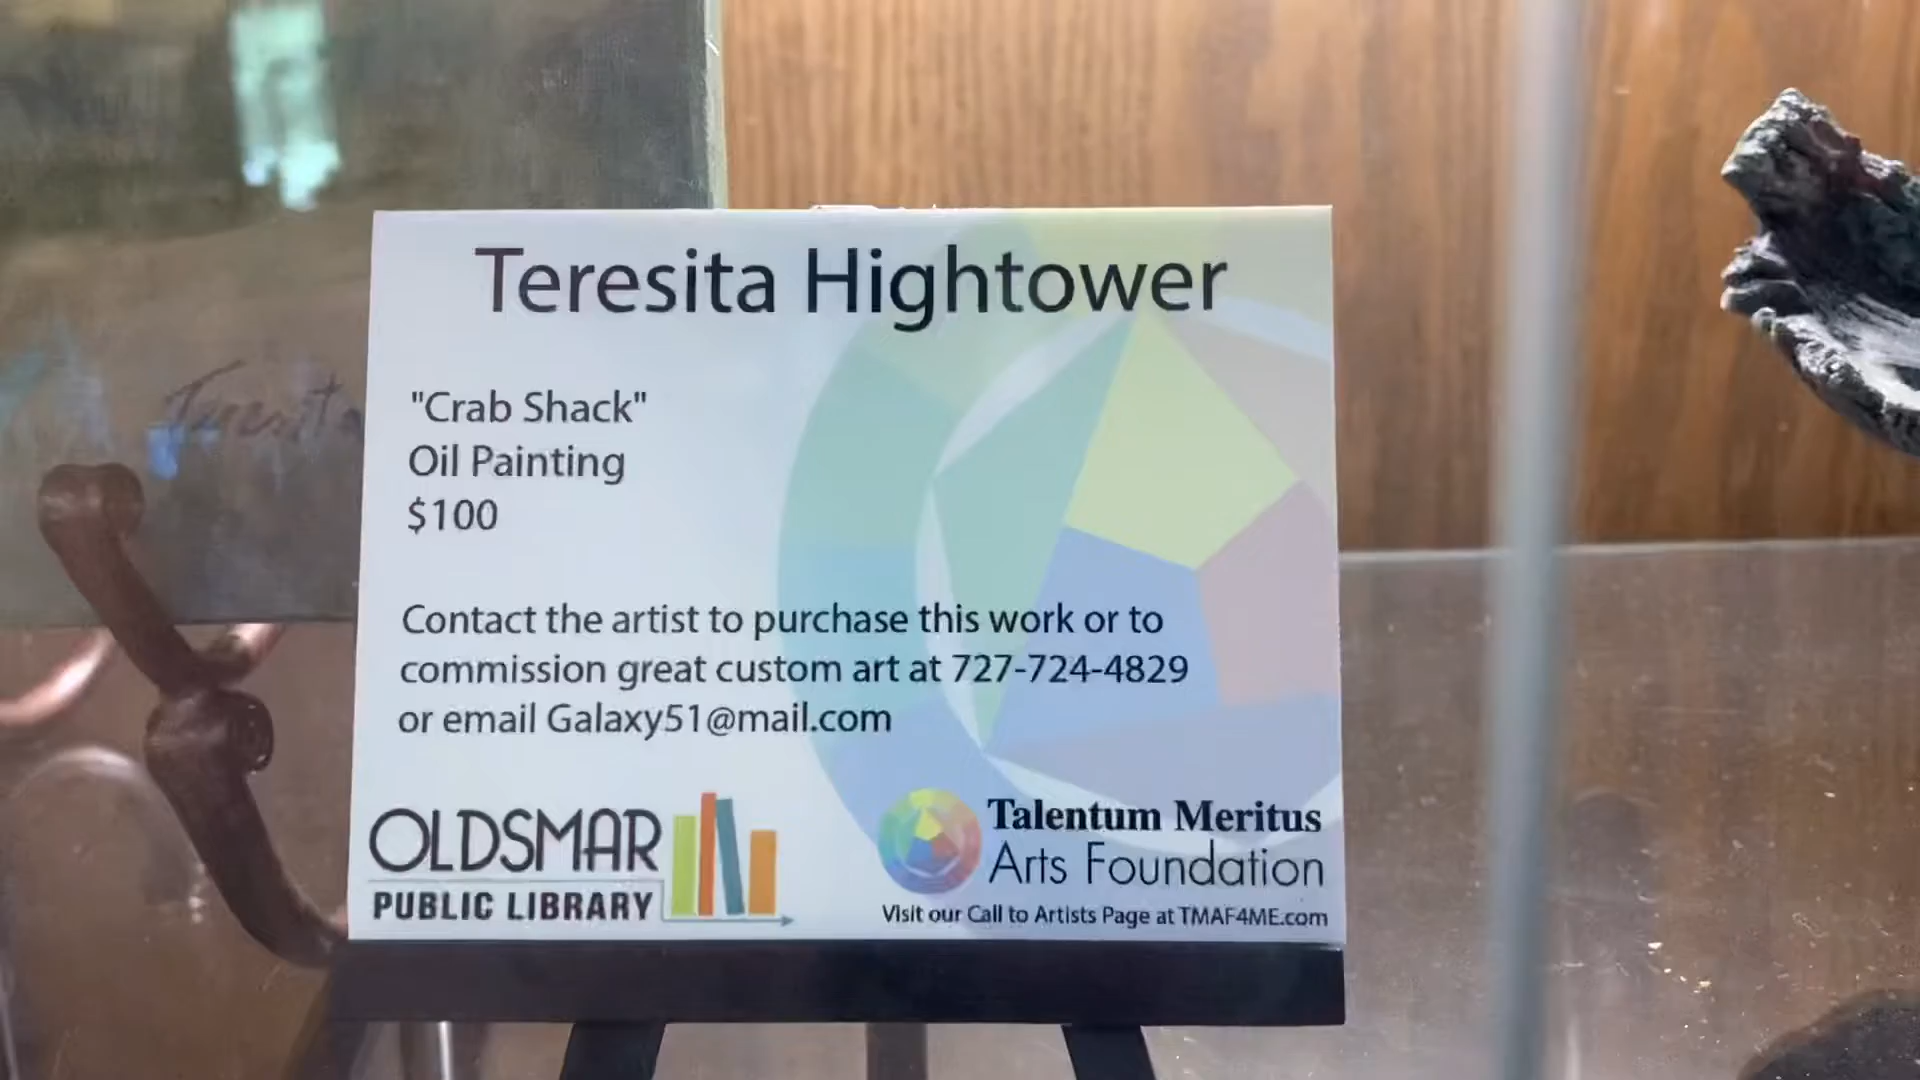 Teresita Hightower
"Crab Shack"
Oil Painting
$100
Contact the artist to purchase this work or to
commission great custom art at 727-724-4829
or email Galaxy51@mail.com
OLDSMAR
PUBLIC LIBRARY
Talentum Meritus
Arts Foundation
Visit our Call to Artists Page at TMAF4ME.com
Teresita